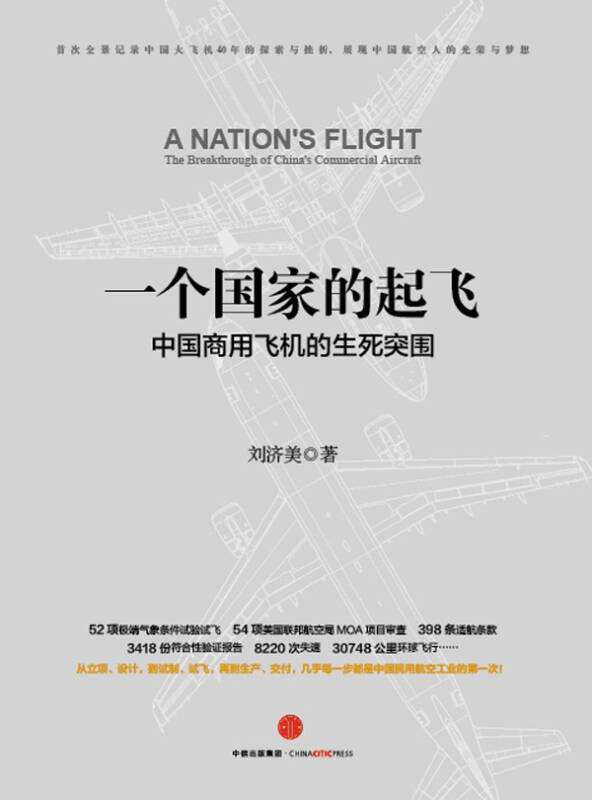 首次全景记录中国大飞机40年的探索与挫折，展现中国航空人的光荣与梦想
A NATION'S FLIGHT
The Breakthrough of China's Commercial Aircraft
一个国家的起飞
中国商用飞机的生死突围
刘济美◎著
52 项极端气象条件试验试飞 54 项美国联邦航空局 MOA 项目审查 398 条适航条款
3418 份符合性验证报告 8220 次失速 30748 公里环球飞行……
从立项、设计，到试制、试飞，再到生产、交付，几乎每一步都是中国民用航空工业的第一次！
中信出版集团·CHINACITICPRESS